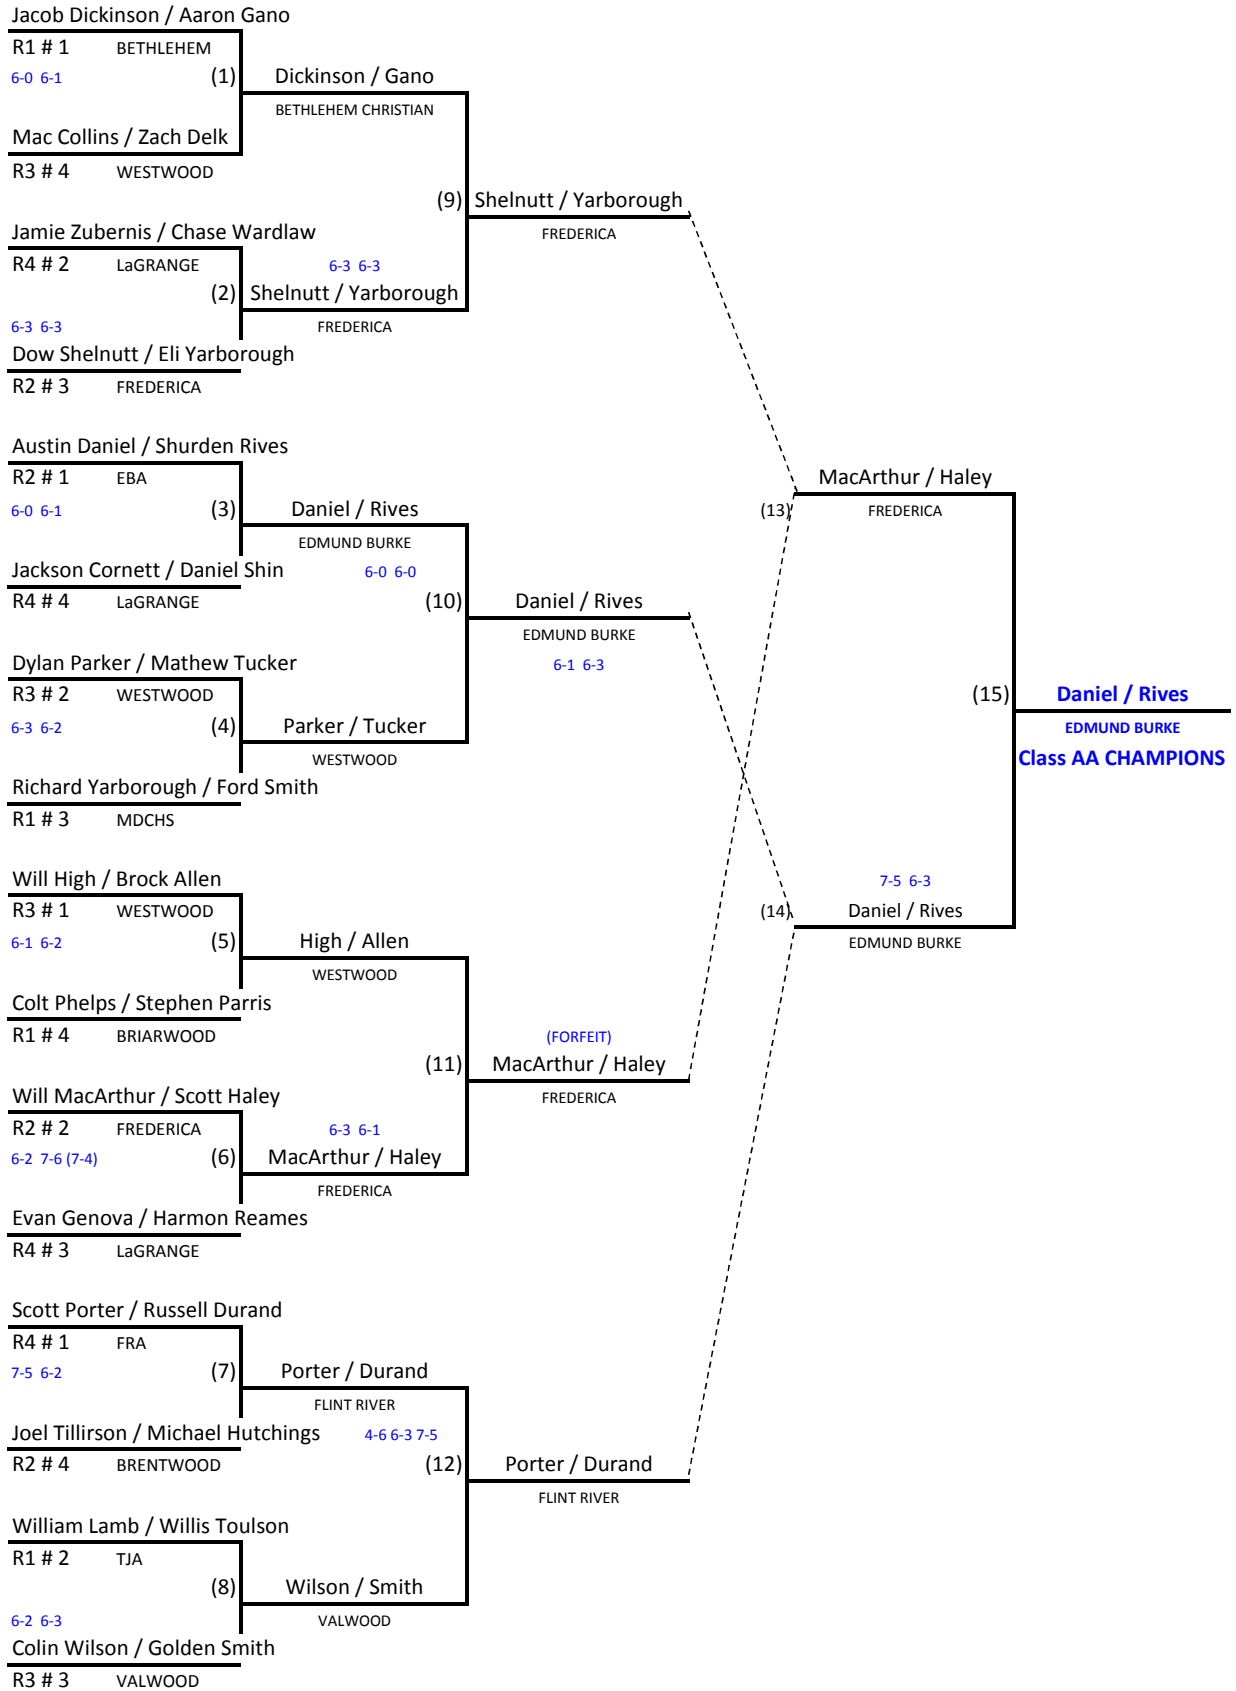 Jacob Dickinson / Aaron Gano
R1 # 1 BETHLEHEM
6-0 6-1 (1) Dickinson / Gano
BETHLEHEM CHRISTIAN
Mac Collins / Zach Delk
R3 # 4 WESTWOOD
(9) Shelnutt / Yarborough
FREDERICA
Jamie Zubernis / Chase Wardlaw
R4 # 2 LaGRANGE 6-3 6-3
(2) Shelnutt / Yarborough
6-3 6-3 FREDERICA
Dow Shelnutt / Eli Yarborough
R2 # 3 FREDERICA
Austin Daniel / Shurden Rives
R2 # 1 EBA MacArthur / Haley
6-0 6-1 (3) Daniel / Rives (13) FREDERICA
EDMUND BURKE
Jackson Cornett / Daniel Shin 6-0 6-0
R4 # 4 LaGRANGE (10) Daniel / Rives
EDMUND BURKE
Dylan Parker / Mathew Tucker 6-1 6-3
R3 # 2 WESTWOOD (15) Daniel / Rives
6-3 6-2 (4) Parker / Tucker EDMUND BURKE
WESTWOOD Class AA CHAMPIONS
Richard Yarborough / Ford Smith
R1 # 3 MDCHS
Will High / Brock Allen 7-5 6-3
R3 # 1 WESTWOOD (14) Daniel / Rives
6-1 6-2 (5) High / Allen EDMUND BURKE
WESTWOOD
Colt Phelps / Stephen Parris
R1 # 4 BRIARWOOD (FORFEIT)
(11) MacArthur / Haley
Will MacArthur / Scott Haley FREDERICA
R2 # 2 FREDERICA 6-3 6-1
6-2 7-6 (7-4) (6) MacArthur / Haley
FREDERICA
Evan Genova / Harmon Reames
R4 # 3 LaGRANGE
Scott Porter / Russell Durand
R4 # 1 FRA
7-5 6-2 (7) Porter / Durand
FLINT RIVER
Joel Tillirson / Michael Hutchings 4-6 6-3 7-5
R2 # 4 BRENTWOOD (12) Porter / Durand
FLINT RIVER
William Lamb / Willis Toulson
R1 # 2 TJA
(8) Wilson / Smith
6-2 6-3 VALWOOD
Colin Wilson / Golden Smith
R3 # 3 VALWOOD